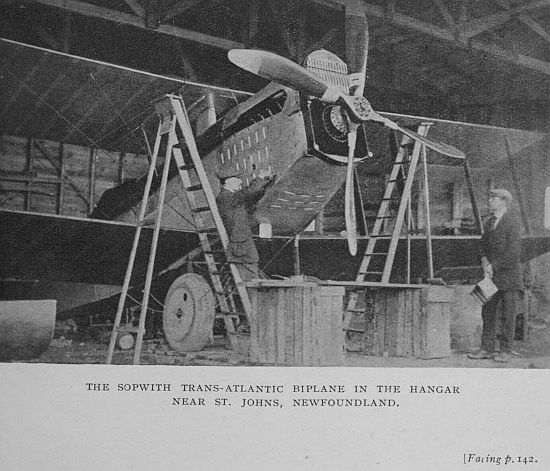 THE SOPWITH TRANS-ATLANTIC BIPLANE IN THE HANGAR
NEAR ST. JOHNS, NEWFOUNDLAND.
[Facing p. 142.